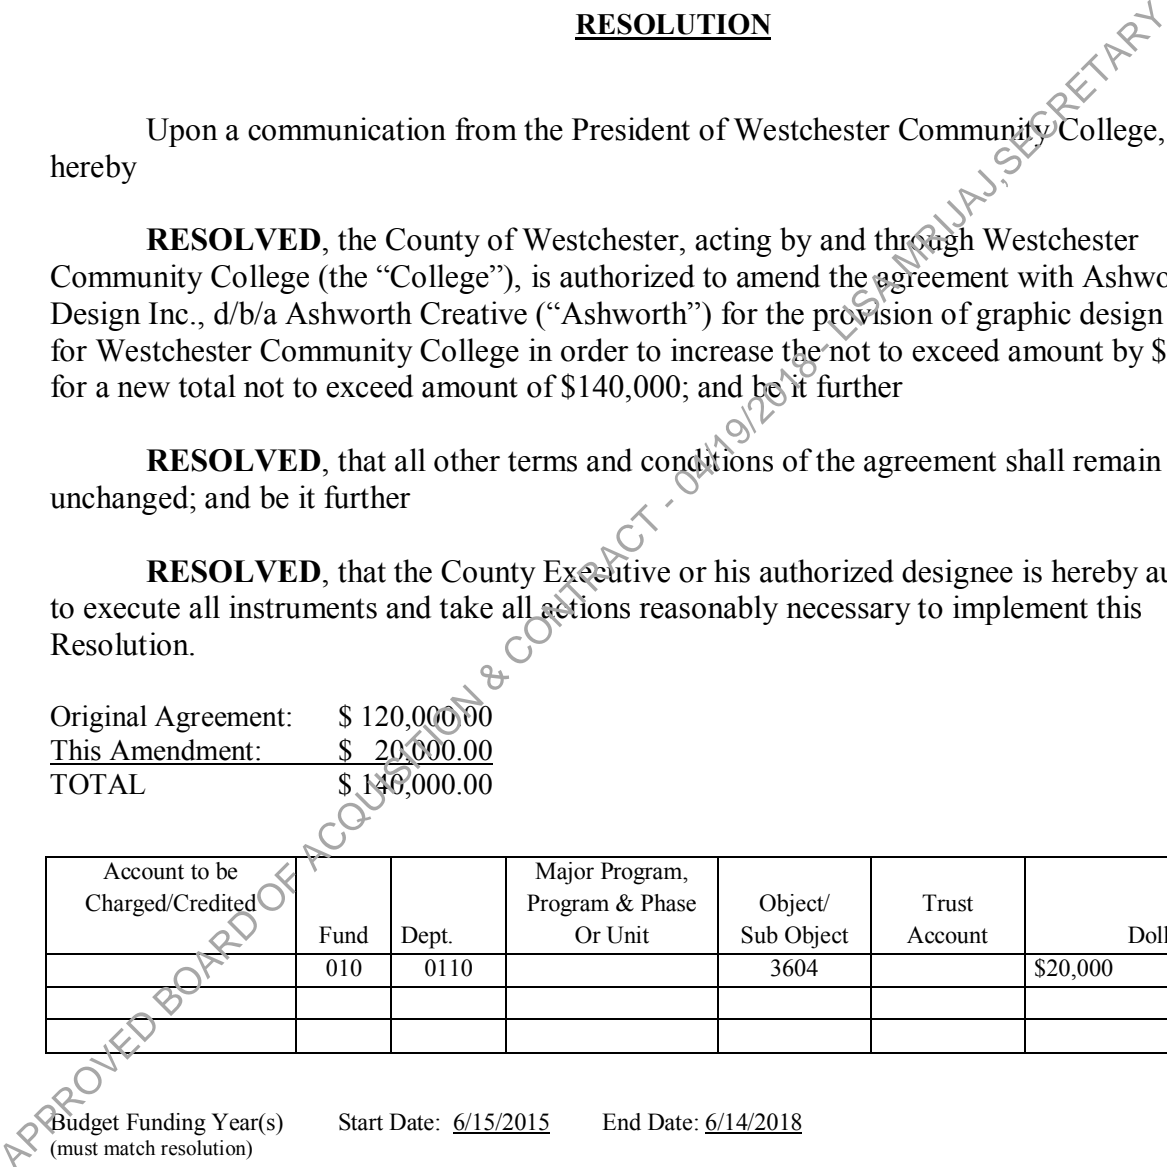 RESOLUTION
Upon a communication from the President of Westchester Community College,
hereby
RESOLVED, the County of Westchester, acting by and through Westchester
Community College (the “College”), is authorized to amend the agreement with
Design Inc., d/b/a Ashworth Creative (“Ashworth”) for the provision of graphic design
for Westchester Community College in order to increase the not to exceed amount by $
for a new total not to exceed amount of $140,000; and be it further
RESOLVED, that all other terms and conditions of the agreement shall remain
unchanged; and be it further
RESOLVED, that the County Executive or his authorized designee is hereby
to execute all instruments and take all actions reasonably necessary to implement this
Resolution.
Original Agreement: $ 120,000.00
This Amendment: $ 20,000.00
TOTAL $ 140,000.00
Account to be Charged/Credited
Fund
Dept.
Major Program,
Program & Phase
Or Unit
Object/
Sub Object
Trust
Account
010 0110 3604 $20,000
Budget Funding Year(s) Start Date: 6/15/2015 End Date: 6/14/2018
(must match resolution)
APPROVED BOARD OF ACQUISITION & CONTRACT - 04/19/2018 - LISA MRIJAJ,SECRETARY